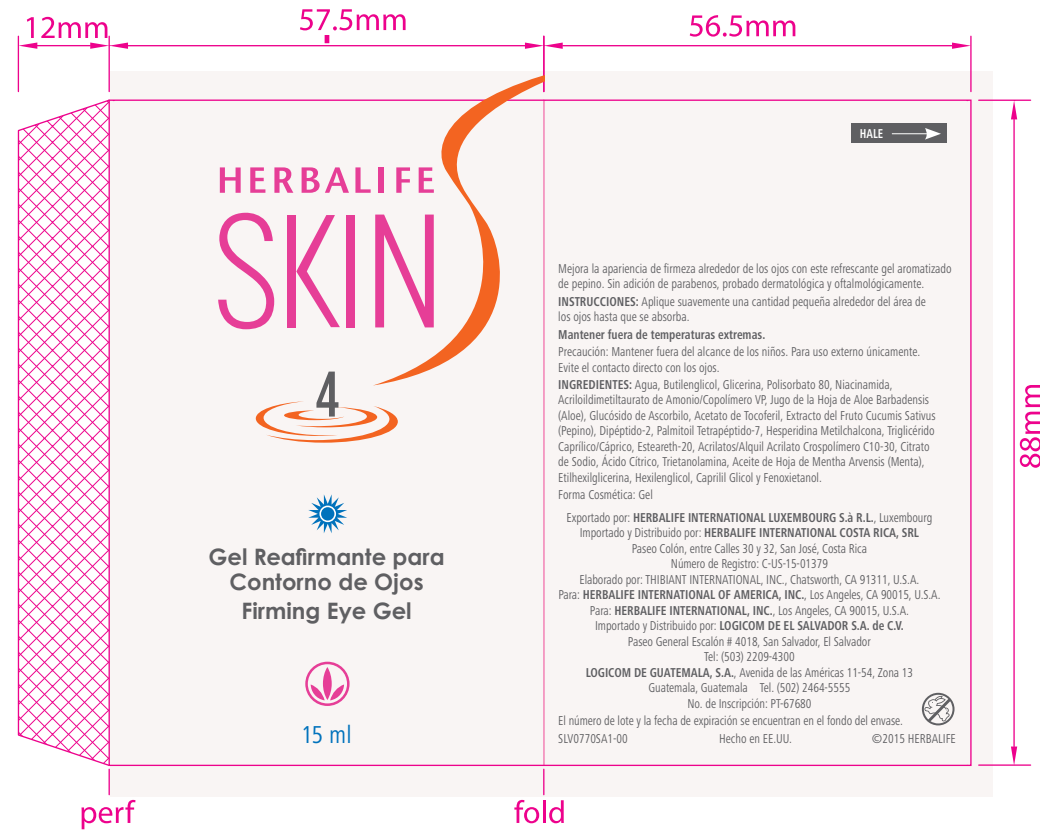 12mm
57.5mm
56.5mm
HALE
HERBALIFE
SKIN
4
Gel Reafirmante para
Contorno de Ojos
Firming Eye Gel
15 ml
Mejora la apariencia de firmeza alrededor de los ojos con este refrescante gel aromatizado
de pepino. Sin adición de parabenos, probado dermatológica y oftalmológicamente.
INSTRUCCIONES: Aplique suavemente una cantidad pequeña alrededor del área de
los ojos hasta que se absorba.
Mantener fuera de temperaturas extremas.
Precaución: Mantener fuera del alcance de los niños. Para uso externo únicamente.
Evite el contacto directo con los ojos.
INGREDIENTES: Agua, Butilenglicol, Glicerina, Polisorbato 80, Niacinamida,
Acriloildimetiltaurato de Amonio/Copolímero VP, Jugo de la Hoja de Aloe Barbadensis
(Aloe), Glucósido de Ascorbilo, Acetato de Tocoferil, Extracto del Fruto Cucumis Sativus
(Pepino), Dipéptido-2, Palmitoil Tetrapéptido-7, Hesperidina Metilchalcona, Triglicérido
Caprílico/Cáprico, Esteareth-20, Acrilatos/Alquil Acrilato Crospolímero C10-30, Citrato
de Sodio, Ácido Cítrico, Trietanolamina, Aceite de Hoja de Mentha Arvensis (Menta),
Etilhexilglicerina, Hexilenglicol, Caprilil Glicol y Fenoxietanol.
Forma Cosmética: Gel
Exportado por: HERBALIFE INTERNATIONAL LUXEMBOURG S.à R.L., Luxembourg
Importado y Distribuido por: HERBALIFE INTERNATIONAL COSTA RICA, SRL
Paseo Colón, entre Calles 30 y 32, San José, Costa Rica
Número de Registro: C-US-15-01379
Elaborado por: THIBIANT INTERNATIONAL, INC., Chatsworth, CA 91311, U.S.A.
Para: HERBALIFE INTERNATIONAL OF AMERICA, INC., Los Angeles, CA 90015, U.S.A.
Para: HERBALIFE INTERNATIONAL, INC., Los Angeles, CA 90015, U.S.A.
Importado y Distribuido por: LOGICOM DE EL SALVADOR S.A. de C.V.
Paseo General Escalón # 4018, San Salvador, El Salvador
Tel: (503) 2209-4300
LOGICOM DE GUATEMALA, S.A., Avenida de las Américas 11-54, Zona 13
Guatemala, Guatemala Tel. (502) 2464-5555
No. de Inscripción: PT-67680
El número de lote y la fecha de expiración se encuentran en el fondo del envase.
SLV0770SA1-00 Hecho en EE.UU. ©2015 HERBALIFE
88mm
perf
fold